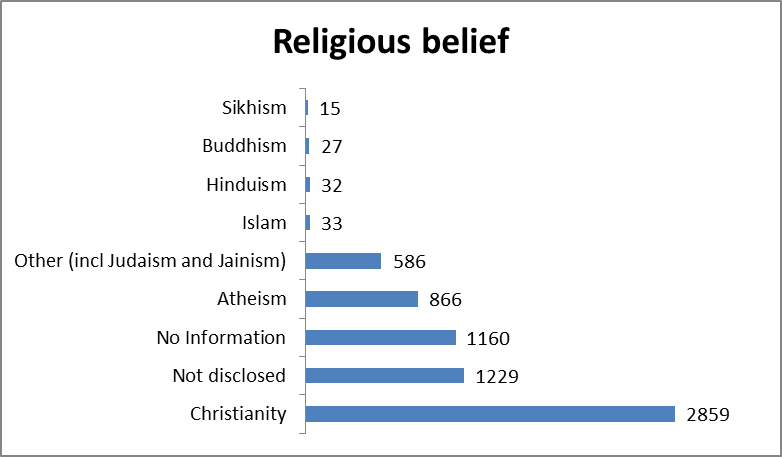 Religious belief
Sikhism 15
Buddhism 27
Hinduism 32
Islam 33
Other (incl Judaism and Jainism) 586
Atheism 866
No Information 1160
Not disclosed 1229
Christianity 2859